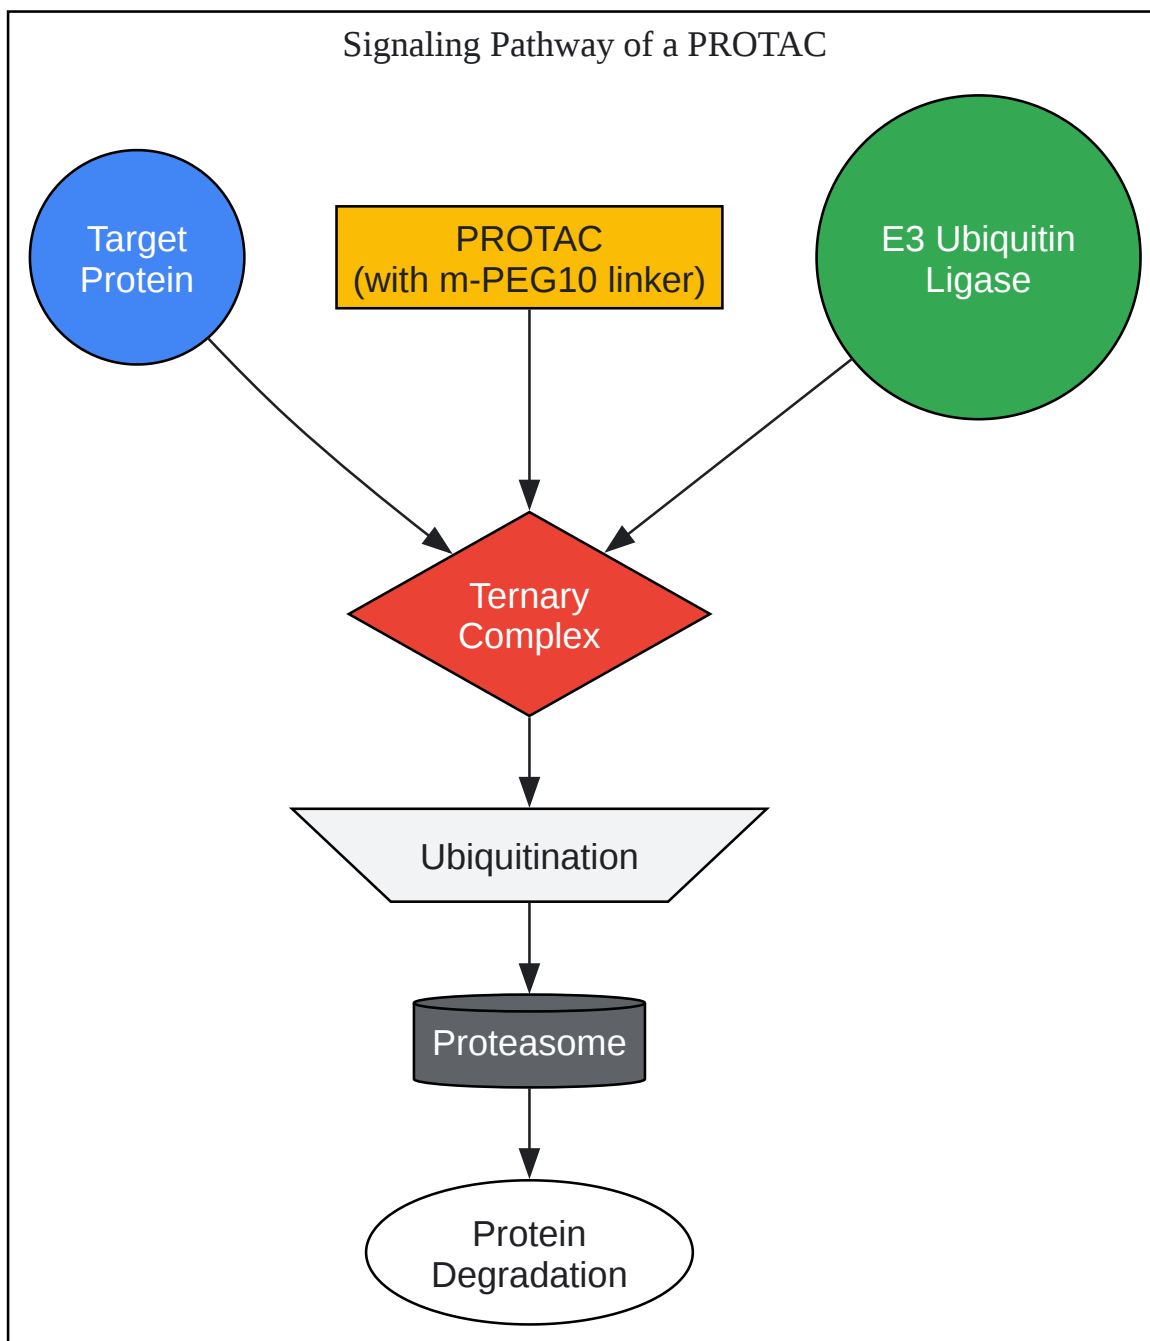 Signaling Pathway of a PROTAC
Target
Protein
PROTAC
(with m-PEG10 linker)
E3 Ubiquitin
Ligase
Ternary
Complex
Ubiquitination
Proteasome
Protein
Degradation